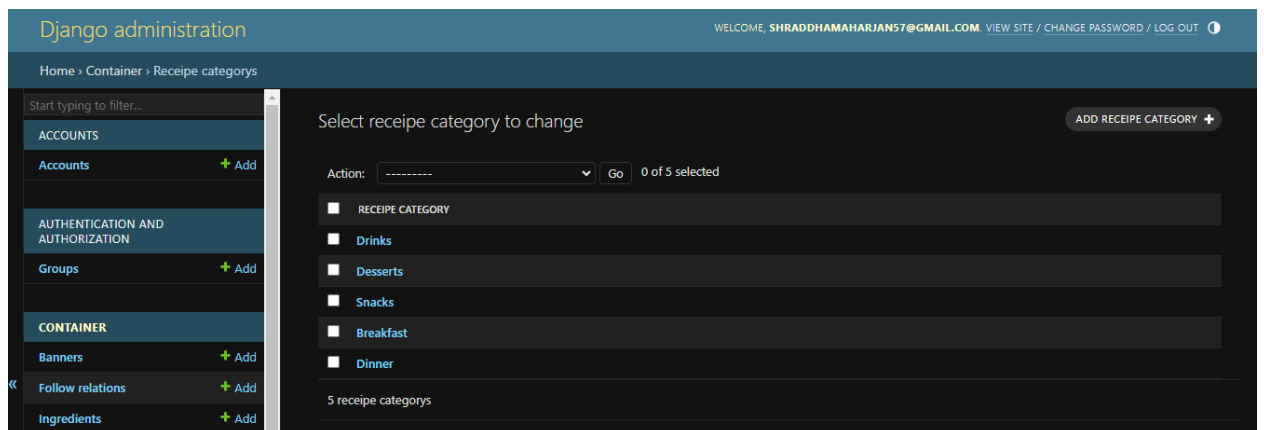 Django administration
WELCOME, SHRADDHAMAHARJAN57@GMAIL.COM. VIEW SITE / CHANGE PASSWORD / LOG OUT
Home › Container › Receipe categorys
Start typing to filter...
ACCOUNTS
Accounts + Add
AUTHENTICATION AND
AUTHORIZATION
Groups + Add
CONTAINER
Banners + Add
« Follow relations + Add
Ingredients + Add
Select receipe category to change
ADD RECEIPE CATEGORY +
Action: --------- Go 0 of 5 selected
RECEIPE CATEGORY
Drinks
Desserts
Snacks
Breakfast
Dinner
5 receipe categorys